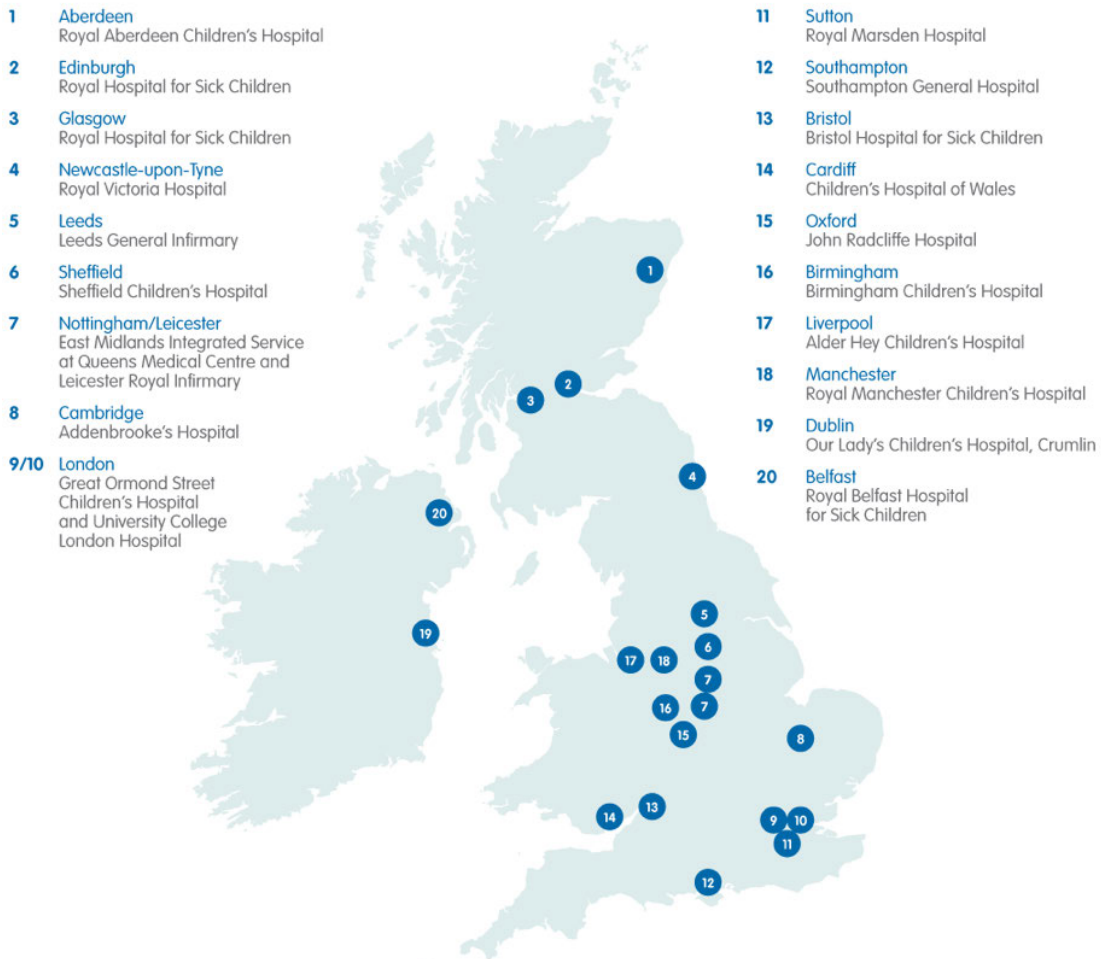 1 Aberdeen
Royal Aberdeen Children's Hospital
2 Edinburgh
Royal Hospital for Sick Children
3 Glasgow
Royal Hospital for Sick Children
4 Newcastle-upon-Tyne
Royal Victoria Hospital
5 Leeds
Leeds General Infirmary
6 Sheffield
Sheffield Children's Hospital
7 Nottingham/Leicester
East Midlands Integrated Service
at Queens Medical Centre and
Leicester Royal Infirmary
8 Cambridge
Addenbrooke's Hospital
9/10 London
Great Ormond Street
Children's Hospital
and University College
London Hospital
11 Sutton
Royal Marsden Hospital
12 Southampton
Southampton General Hospital
13 Bristol
Bristol Hospital for Sick Children
14 Cardiff
Children's Hospital of Wales
15 Oxford
John Radcliffe Hospital
16 Birmingham
Birmingham Children's Hospital
17 Liverpool
Alder Hey Children's Hospital
18 Manchester
Royal Manchester Children's Hospital
19 Dublin
Our Lady's Children's Hospital, Crumlin
20 Belfast
Royal Belfast Hospital
for Sick Children
1
2
3
4
20
5
19
6
17 18
7
16 7
15
8
13
14
9 10
11
12